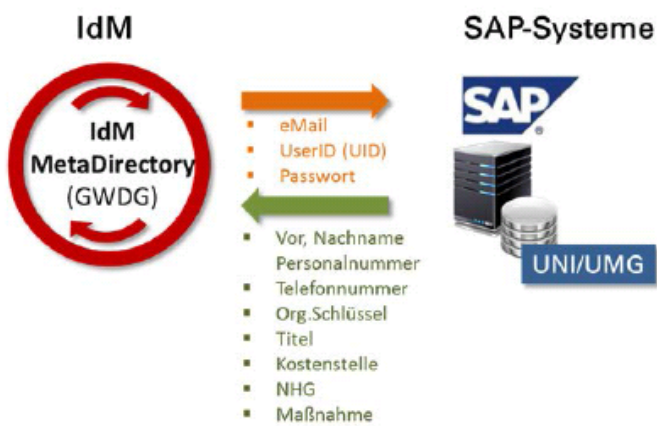 IdM
SAP-Systeme
IdM
MetaDirectory
(GWDG)
▪ eMail
▪ UserID (UID)
▪ Passwort
▪ Vor, Nachname
Personalnummer
▪ Telefonnummer
▪ Org.Schlüssel
▪ Titel
▪ Kostenstelle
▪ NHG
▪ Maßnahme
SAP
UNI/UMG